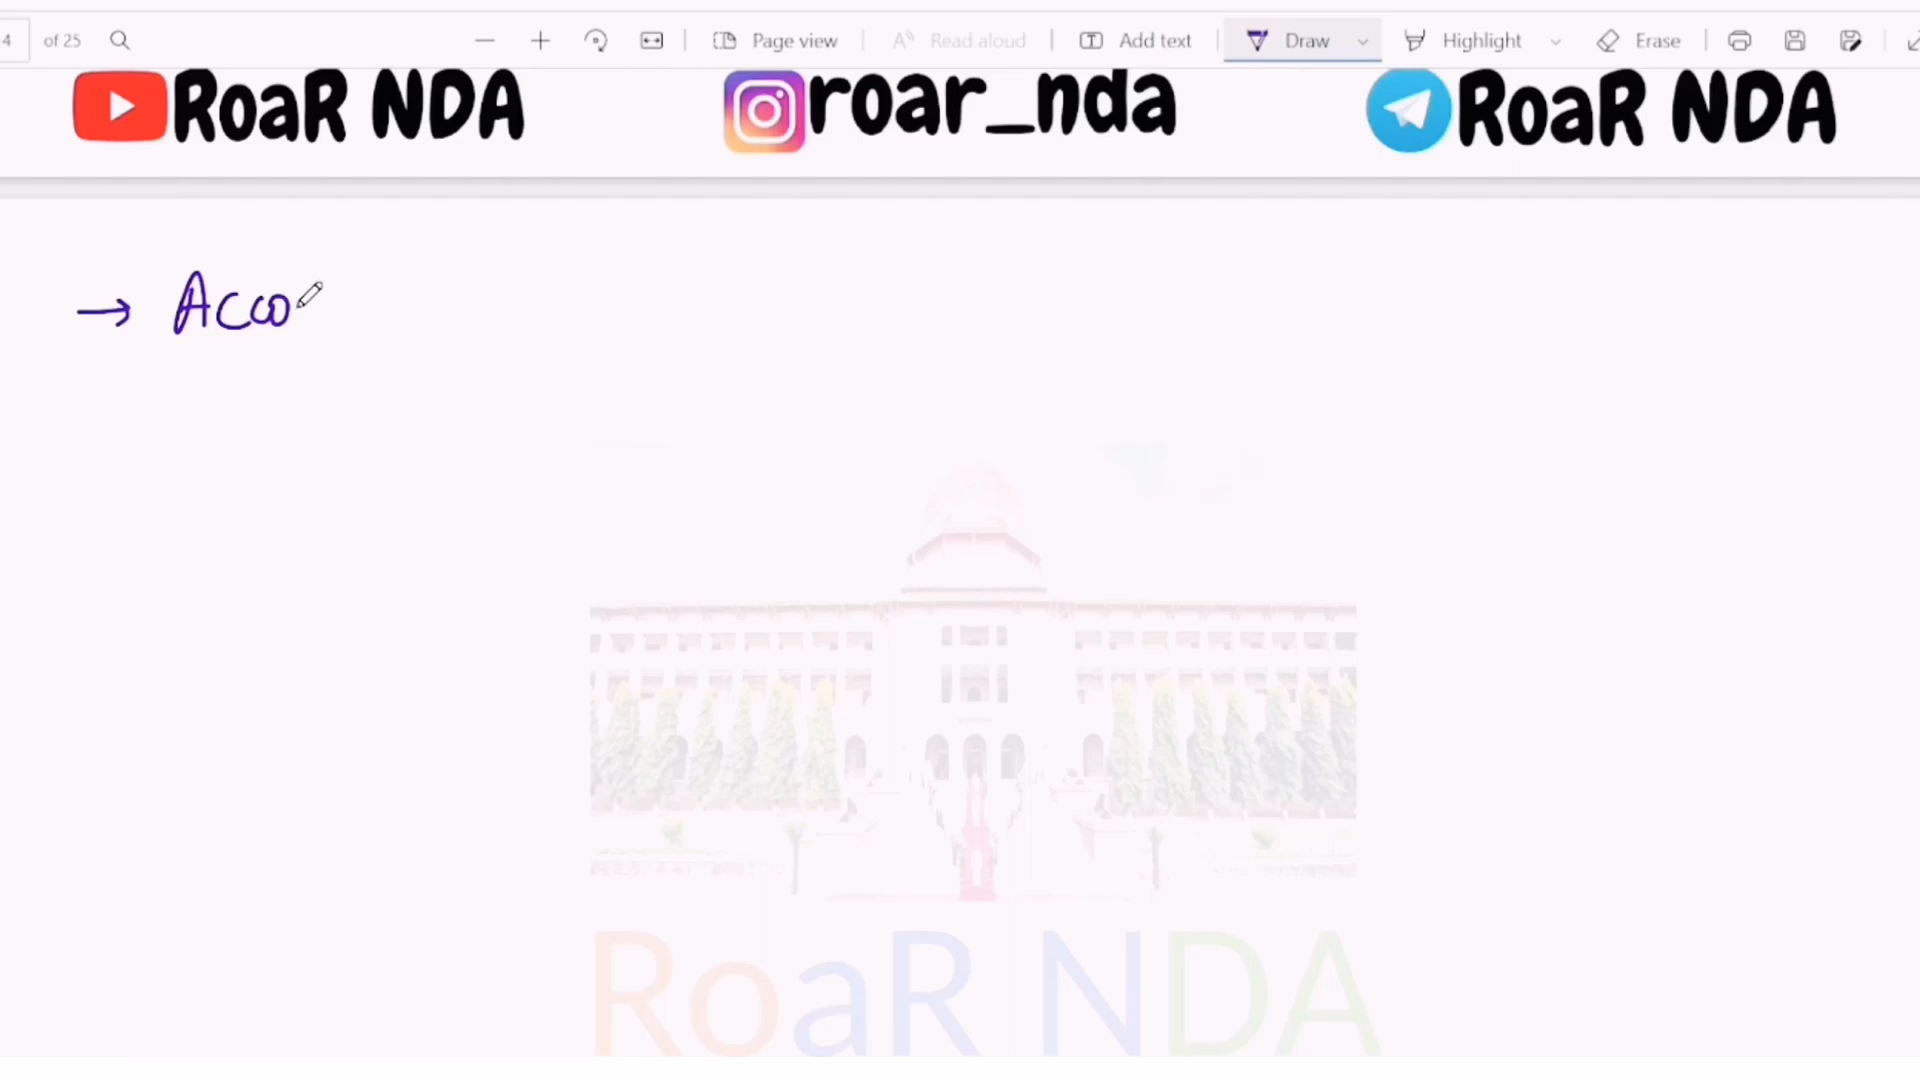 4 of 25 Page view Read aloud Add text Draw Highlight Erase
RoaR NDA roar_nda RoaR NDA
→ Acco
RoaR NDA